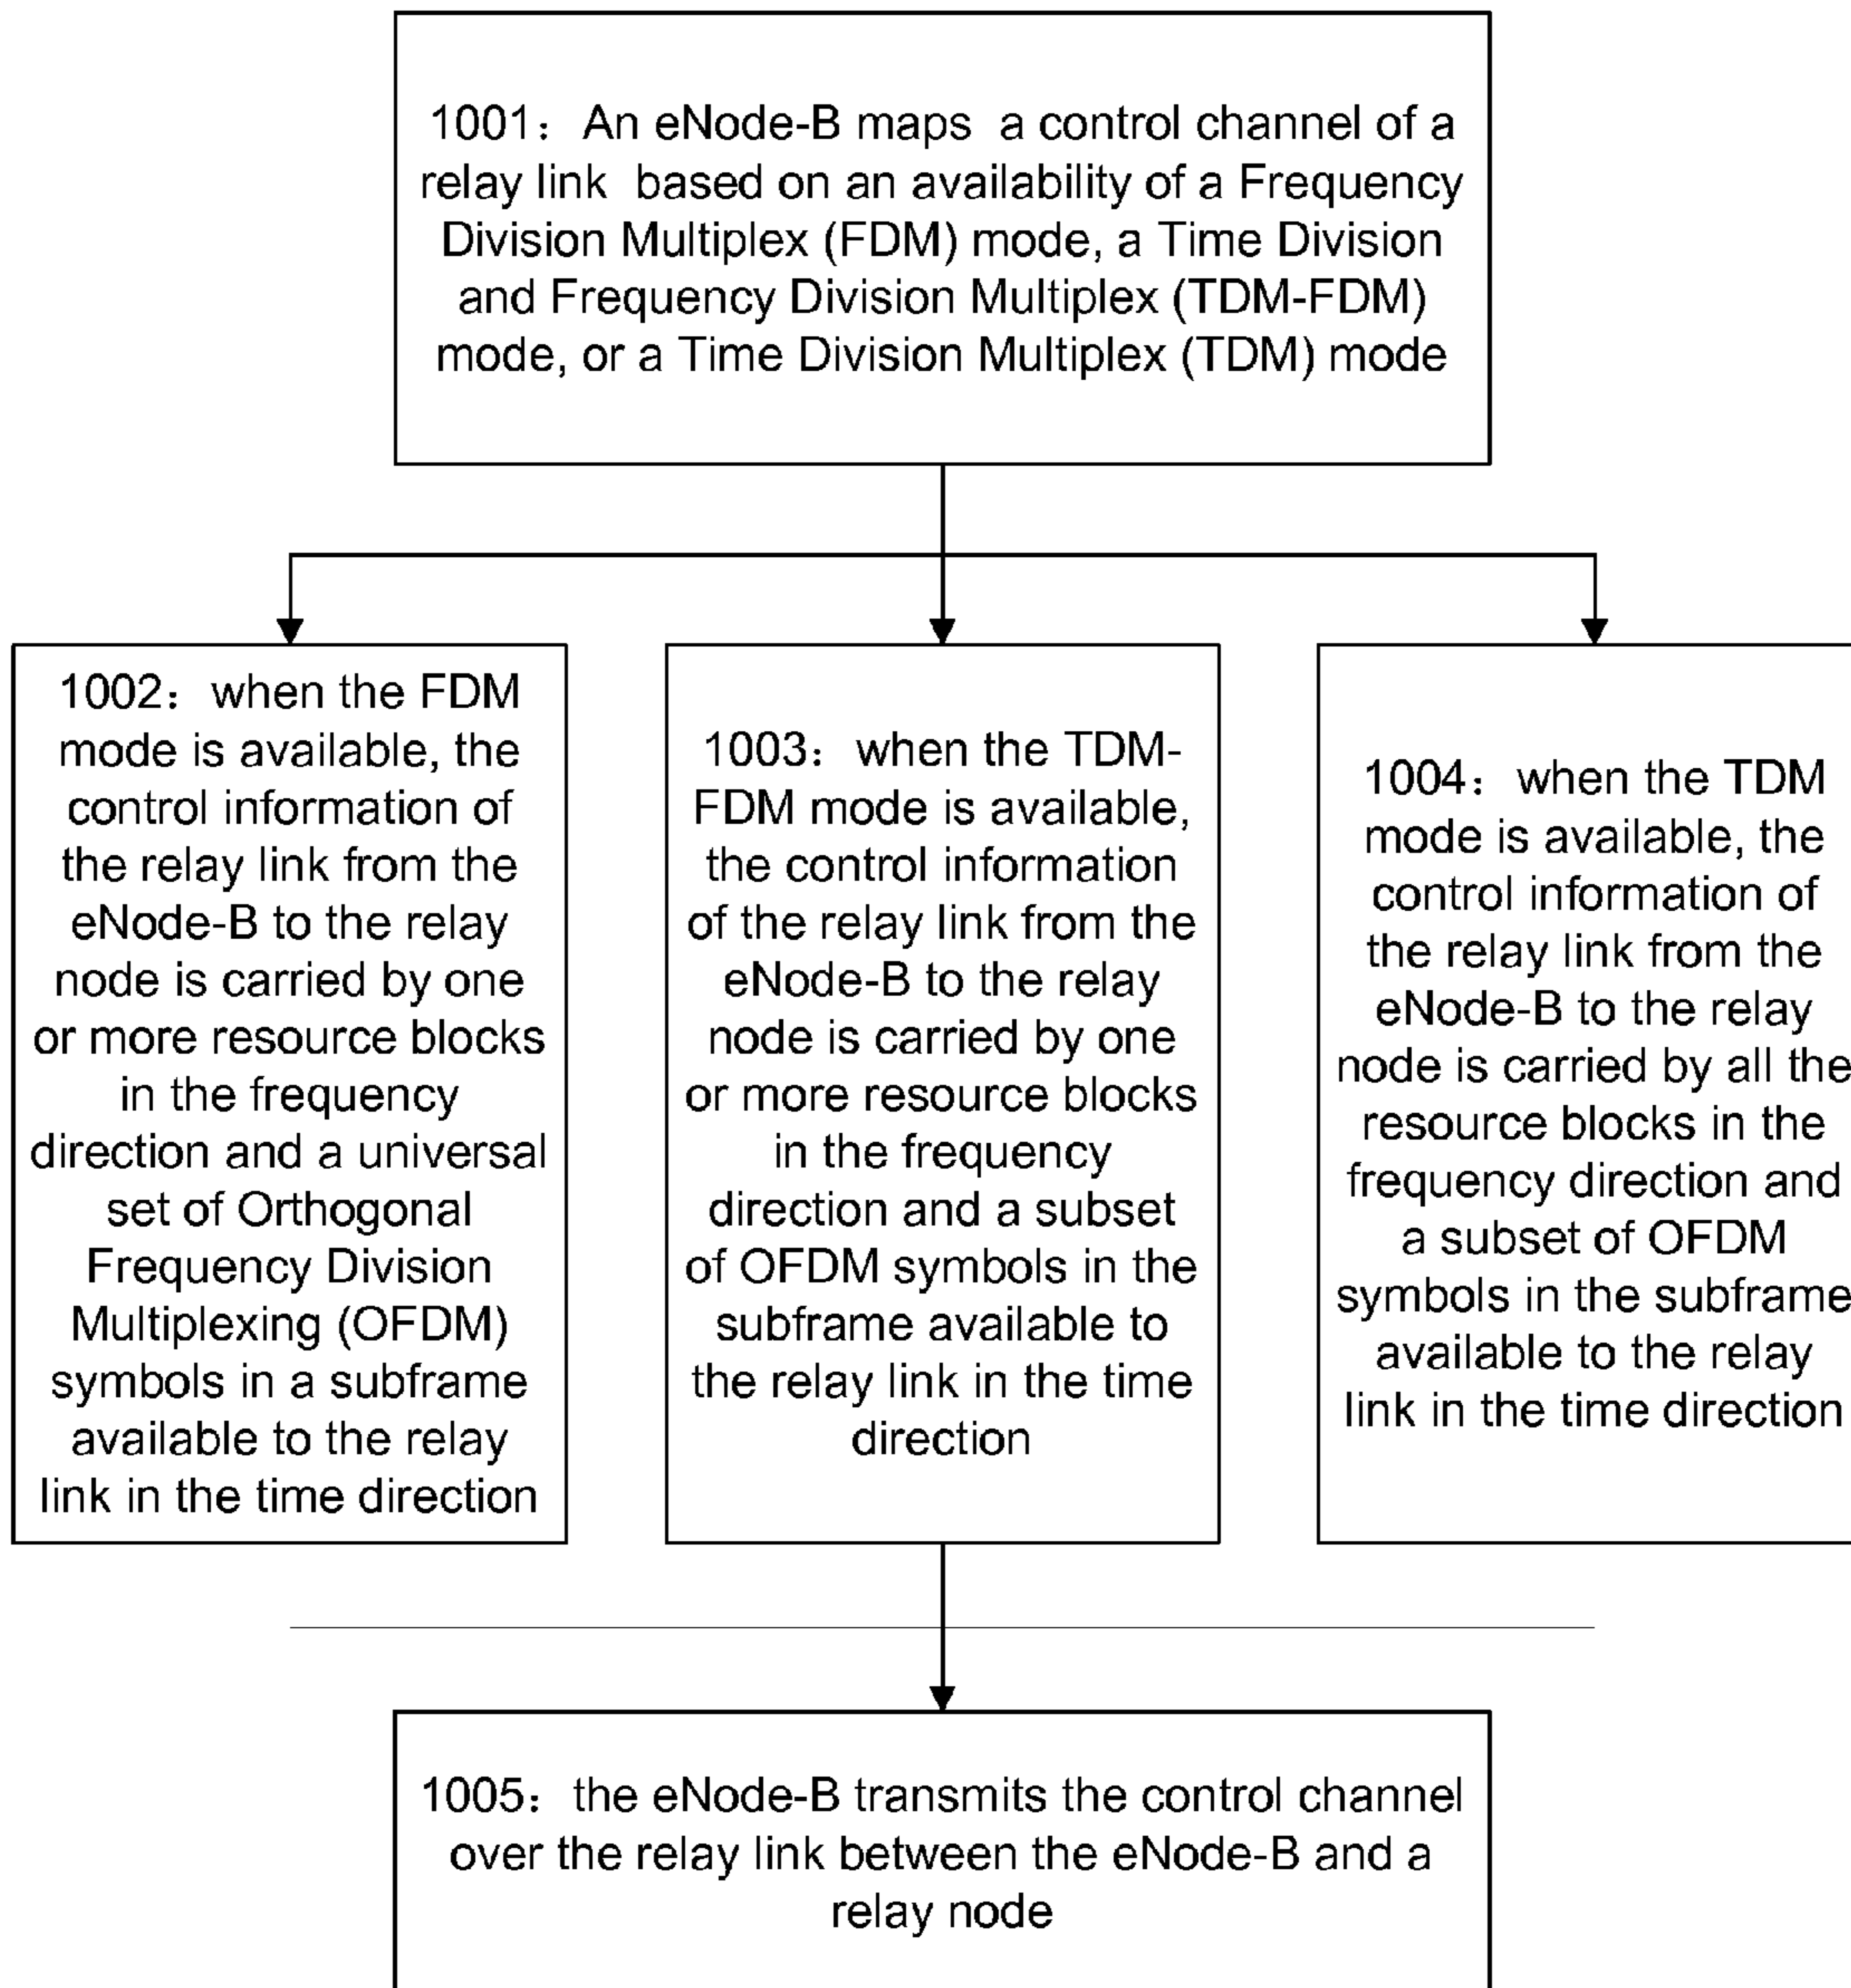 1001: An eNode-B maps a control channel of a
relay link based on an availability of a Frequency
Division Multiplex (FDM) mode, a Time Division
and Frequency Division Multiplex (TDM-FDM)
mode, or a Time Division Multiplex (TDM) mode
1002: when the FDM
mode is available, the
control information of
the relay link from the
eNode-B to the relay
node is carried by one
or more resource blocks
in the frequency
direction and a universal
set of Orthogonal
Frequency Division
Multiplexing (OFDM)
symbols in a subframe
available to the relay
link in the time direction
1003: when the TDM-
FDM mode is available,
the control information
of the relay link from the
eNode-B to the relay
node is carried by one
or more resource blocks
in the frequency
direction and a subset
of OFDM symbols in the
subframe available to
the relay link in the time
direction
1004: when the TDM
mode is available, the
control information of
the relay link from the
eNode-B to the relay
node is carried by all the
resource blocks in the
frequency direction and
a subset of OFDM
symbols in the subframe
available to the relay
link in the time direction
1005: the eNode-B transmits the control channel
over the relay link between the eNode-B and a
relay node